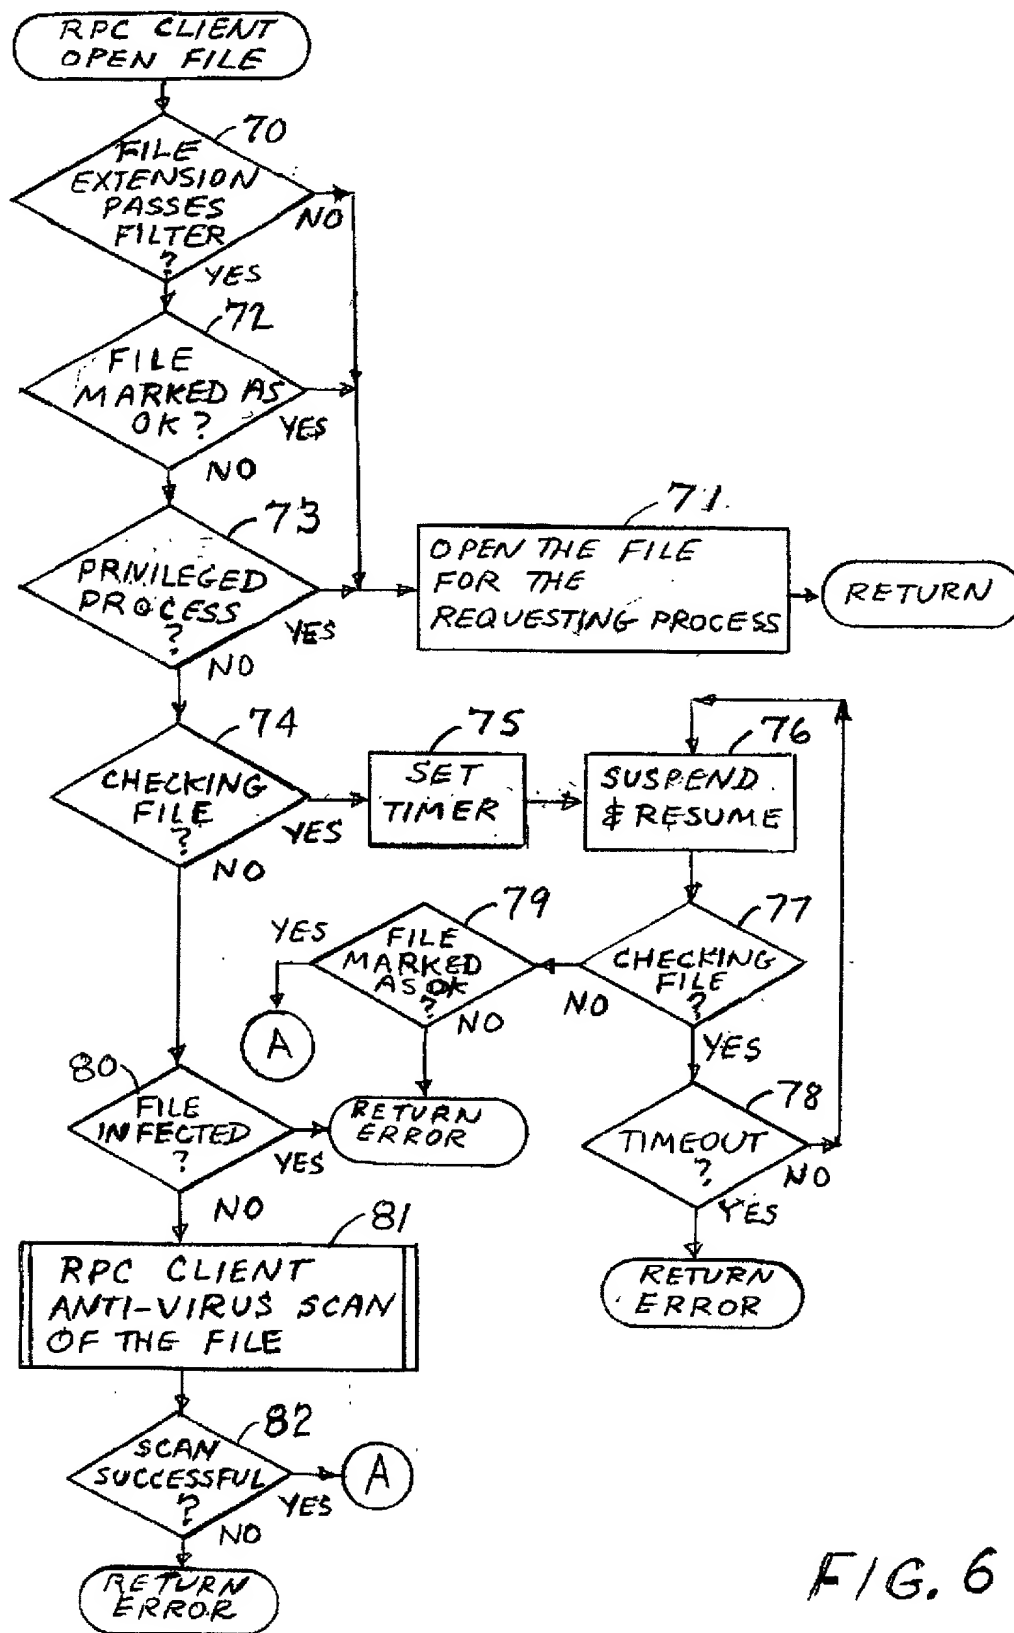 RPC CLIENT
OPEN FILE
70
FILE
EXTENSION
PASSES
FILTER
?
NO
YES
72
FILE
MARKED AS
OK?
YES
NO
73
PRIVILEGED
PROCESS
?
YES
NO
71
OPEN THE FILE
FOR THE
REQUESTING PROCESS
RETURN
74
CHECKING
FILE
?
YES
NO
75
SET
TIMER
76
SUSPEND
& RESUME
77
CHECKING
FILE
?
NO
YES
79
FILE
MARKED
AS OK
?
YES
NO
A
RETURN
ERROR
78
TIMEOUT
?
NO
YES
RETURN
ERROR
80
FILE
INFECTED
?
YES
NO
81
RPC CLIENT
ANTI-VIRUS SCAN
OF THE FILE
82
SCAN
SUCCESSFUL
?
YES
NO
A
RETURN
ERROR
FIG. 6